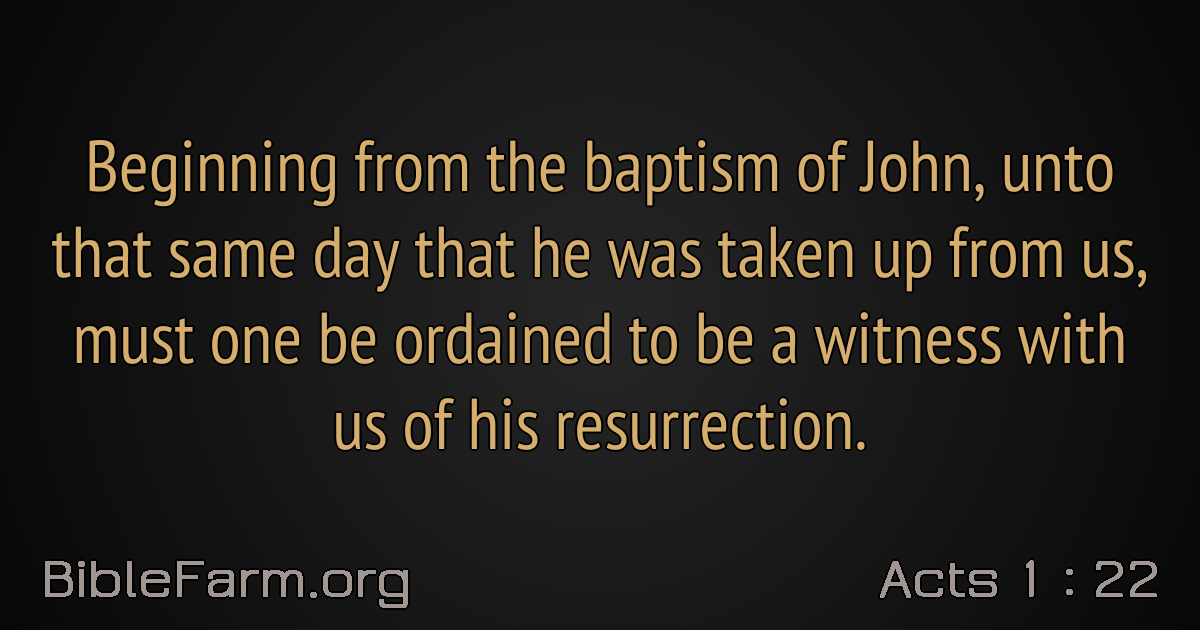 Beginning from the baptism of John, unto
that same day that he was taken up from us,
must one be ordained to be a witness with
us of his resurrection.
BibleFarm.org
Acts 1 : 22